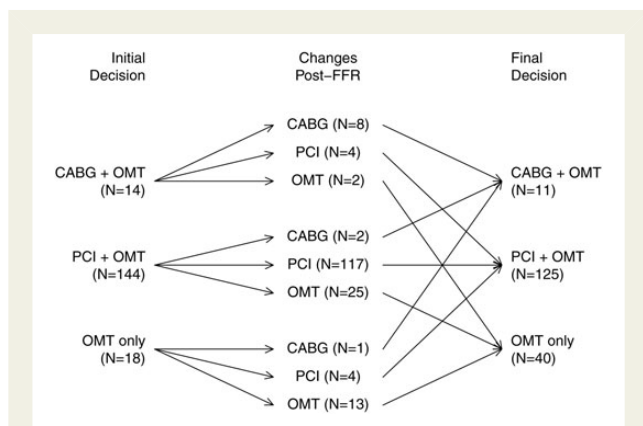 Initial
Decision
Changes
Post–FFR
Final
Decision
CABG + OMT
(N=14)
CABG (N=8)
PCI (N=4)
OMT (N=2)
CABG + OMT
(N=11)
PCI + OMT
(N=144)
CABG (N=2)
PCI (N=117)
OMT (N=25)
PCI + OMT
(N=125)
OMT only
(N=18)
CABG (N=1)
PCI (N=4)
OMT (N=13)
OMT only
(N=40)